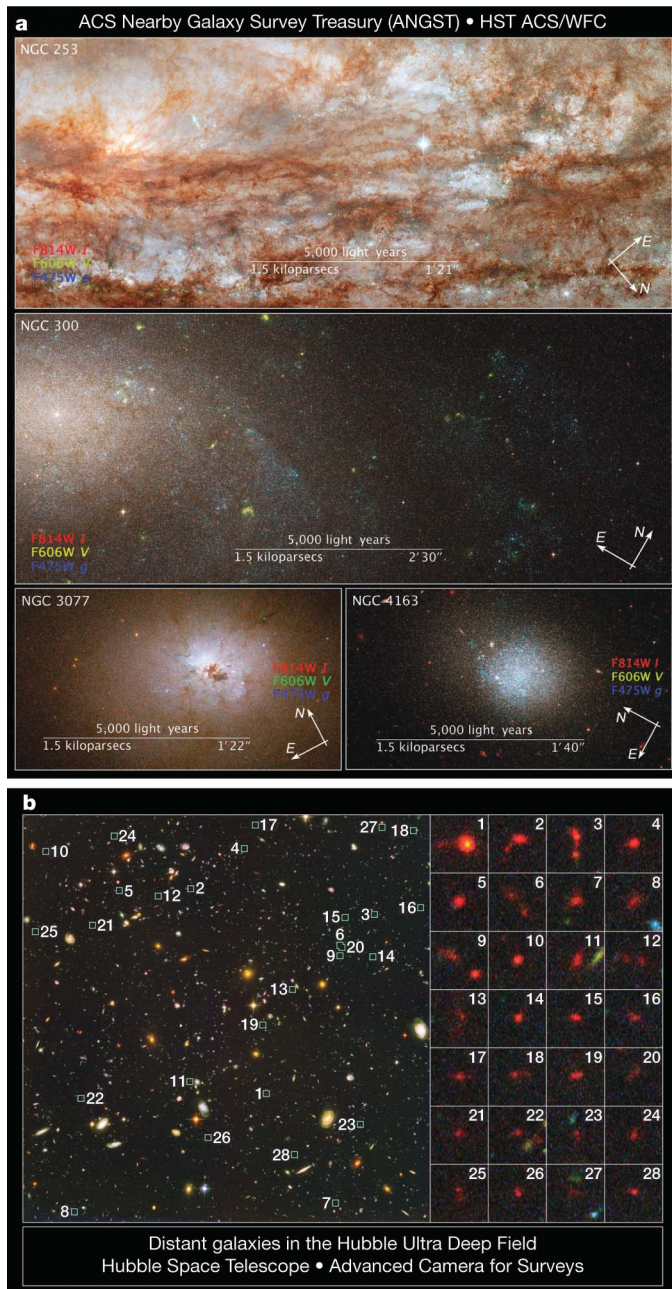 ACS Nearby Galaxy Survey Treasury (ANGST) • HST ACS/WFC
a
NGC 253
F814W I
F606W V
F475W g
5,000 light years
1.5 kiloparsecs 1'21"
E
N
NGC 300
F814W I
F606W V
F475W g
5,000 light years
1.5 kiloparsecs 2'30"
E
N
NGC 3077
F814W I
F606W V
F475W g
5,000 light years
1.5 kiloparsecs 1'22"
N
E
NGC 4163
F814W I
F606W V
F475W g
5,000 light years
1.5 kiloparsecs 1'40"
N
E
b
17
27
18
24
4
10
5
2
12
16
15
3
21
25
6
20
9
14
13
19
11
1
22
23
26
28
7
8
1 2 3 4
5 6 7 8
9 10 11 12
13 14 15 16
17 18 19 20
21 22 23 24
25 26 27 28
Distant galaxies in the Hubble Ultra Deep Field
Hubble Space Telescope • Advanced Camera for Surveys